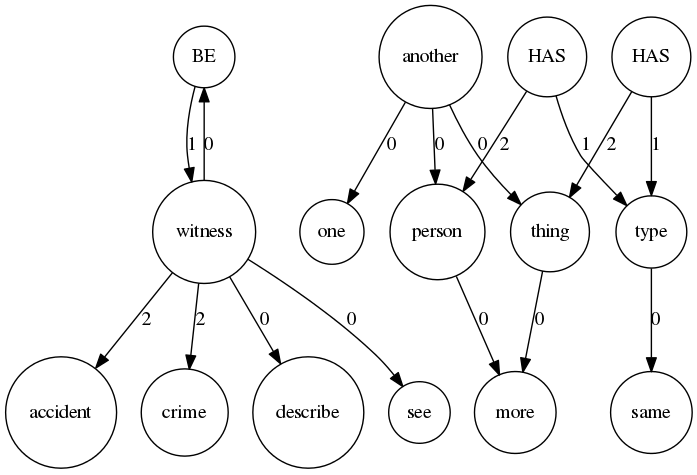 BE another HAS HAS
1 0 0 0 0 2 1 2 1
witness one person thing type
2 2 0 0 0 0 0
accident crime describe see more same